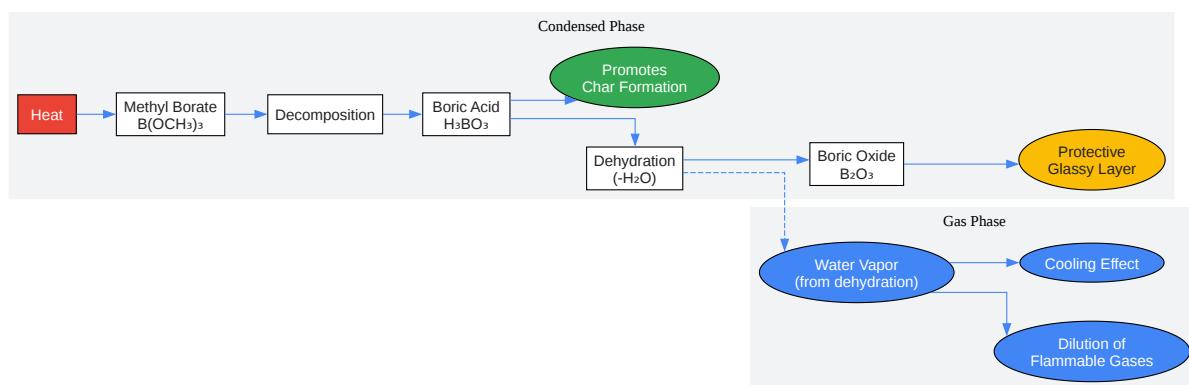 Condensed Phase
Heat
Methyl Borate
B(OCH₃)₃
Decomposition
Boric Acid
H₃BO₃
Promotes
Char Formation
Dehydration
(-H₂O)
Boric Oxide
B₂O₃
Protective
Glassy Layer
Gas Phase
Water Vapor
(from dehydration)
Cooling Effect
Dilution of
Flammable Gases